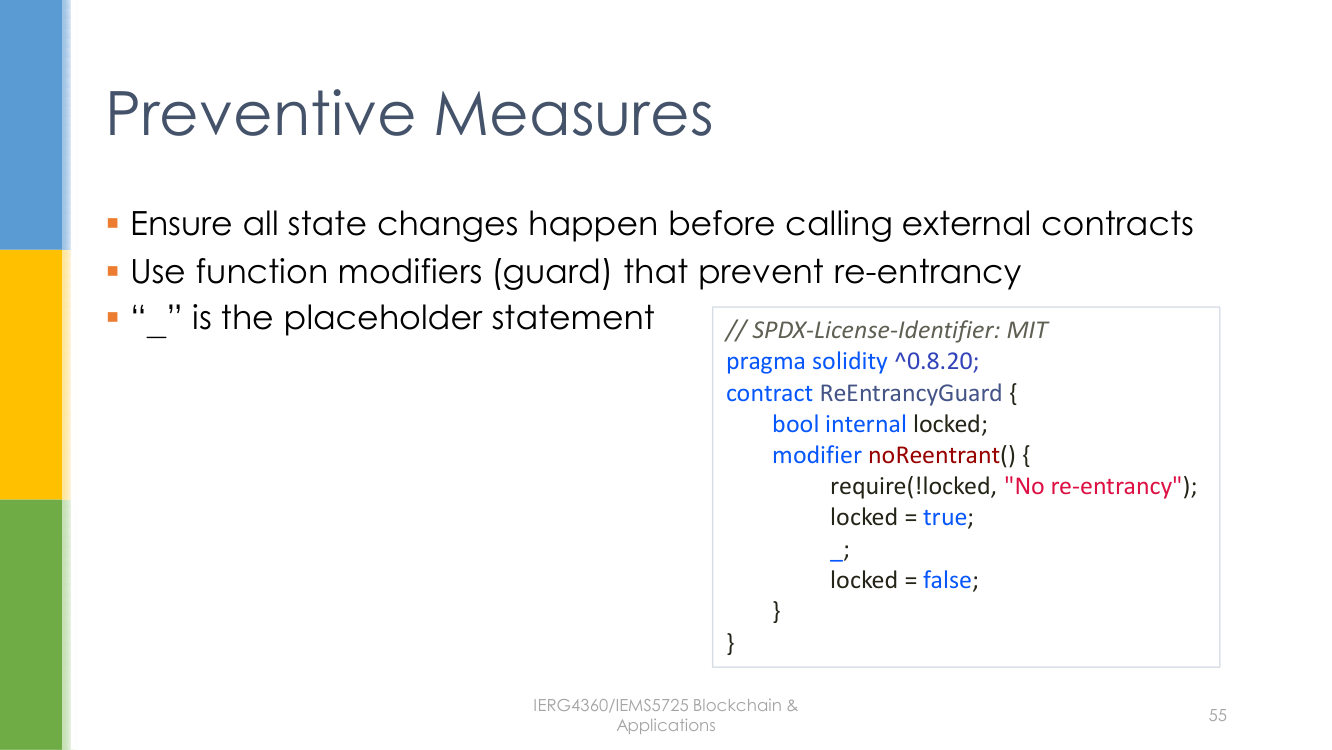 Preventive Measures
Ensure all state changes happen before calling external contracts
Use function modifiers (guard) that prevent re-entrancy
“_” is the placeholder statement
// SPDX-License-Identifier: MIT
pragma solidity ^0.8.20;
contract ReEntrancyGuard {
bool internal locked;
modifier noReentrant() {
require(!locked, "No re-entrancy");
locked = true;
_;
locked = false;
}
}
IERG4360/IEMS5725 Blockchain &
Applications
55